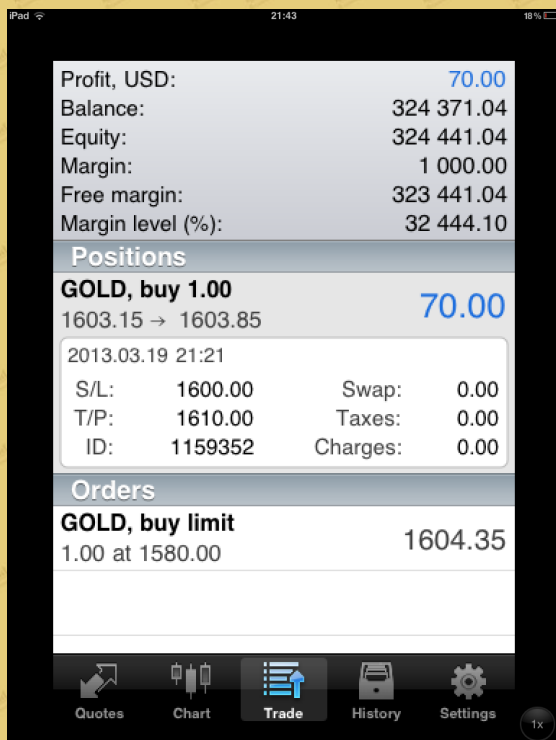 iPad 21:43 18%
Profit, USD: 70.00
Balance: 324 371.04
Equity: 324 441.04
Margin: 1 000.00
Free margin: 323 441.04
Margin level (%): 32 444.10
Positions
GOLD, buy 1.00 70.00
1603.15 → 1603.85
2013.03.19 21:21
S/L: 1600.00 Swap: 0.00
T/P: 1610.00 Taxes: 0.00
ID: 1159352 Charges: 0.00
Orders
GOLD, buy limit 1604.35
1.00 at 1580.00
Quotes Chart Trade History Settings
1x